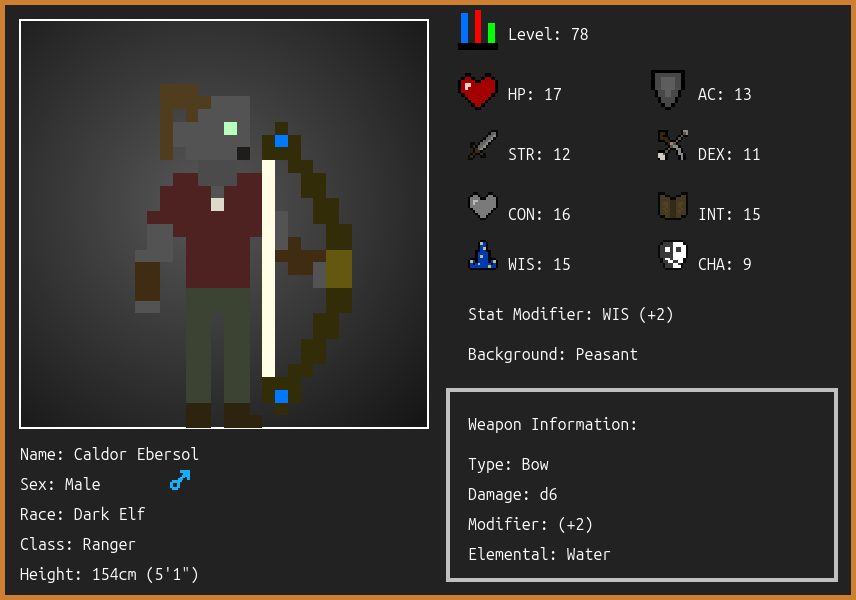 Level: 78
HP: 17
AC: 13
STR: 12
DEX: 11
CON: 16
INT: 15
WIS: 15
CHA: 9
Stat Modifier: WIS (+2)
Background: Peasant
Weapon Information:
Type: Bow
Damage: d6
Modifier: (+2)
Elemental: Water
Name: Caldor Ebersol
Sex: Male
Race: Dark Elf
Class: Ranger
Height: 154cm (5'1")